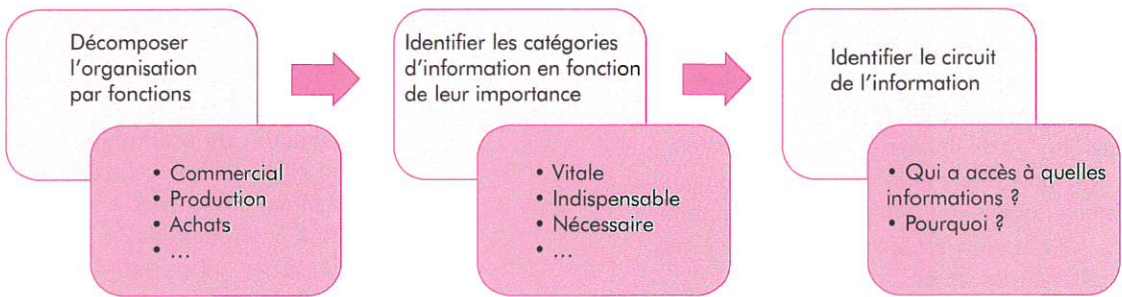 Décomposer
l'organisation
par fonctions
• Commercial
• Production
• Achats
• ...
Identifier les catégories
d'information en fonction
de leur importance
• Vitale
• Indispensable
• Nécessaire
• ...
Identifier le circuit
de l'information
• Qui a accès à quelles
informations ?
• Pourquoi ?